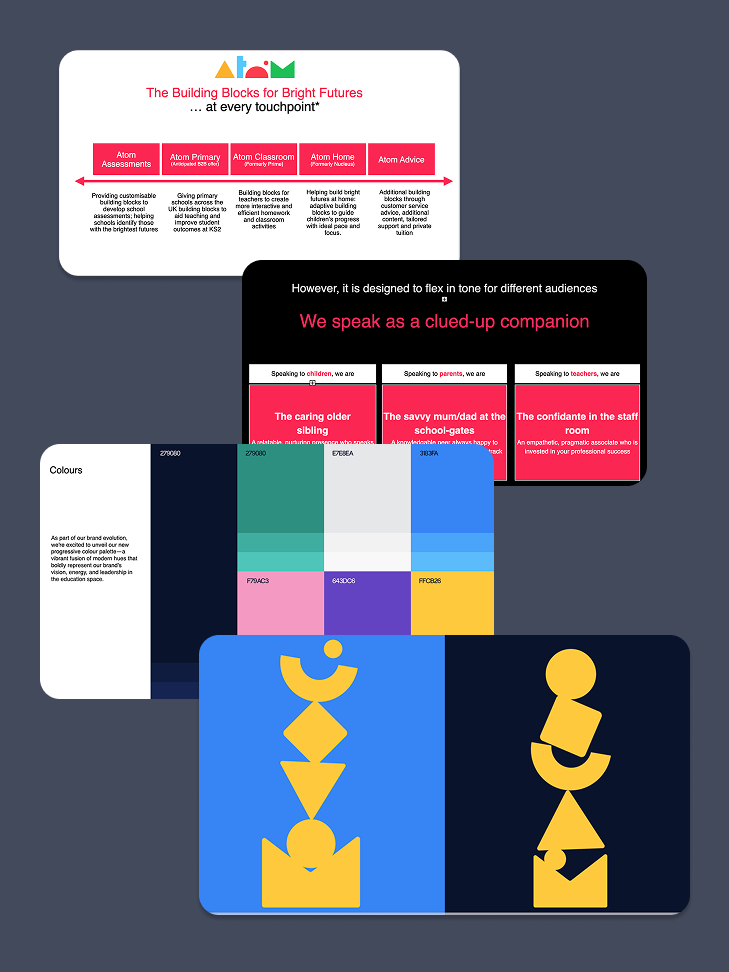 atom
The Building Blocks for Bright Futures
… at every touchpoint*
Atom
Assessments
Atom Primary
(Anticipated B2B offer)
Atom Classroom
(Formerly Prime)
Atom Home
(Formerly Nucleus)
Atom Advice
Providing customisable
building blocks to
develop school
assessments; helping
schools identify those
with the brightest futures
Giving primary
schools across the
UK building blocks to
aid teaching and
improve student
outcomes at KS2
Building blocks for
teachers to create
more interactive and
efficient homework
and classroom
activities
Helping build bright
futures at home:
adaptive building
blocks to guide
children's progress
with ideal pace and
focus.
Additional building
blocks through
customer service
advice, additional
content, tailored
support and private
tuition
However, it is designed to flex in tone for different audiences
We speak as a clued-up companion
Speaking to children, we are
The caring older
sibling
A relatable, nurturing presence who speaks
Speaking to parents, we are
The savvy mum/dad at the
school-gates
A knowledgable peer always happy to
track
Speaking to teachers, we are
The confidante in the staff
room
An empathetic, pragmatic associate who is
invested in your professional success
Colours
As part of our brand evolution,
we're excited to unveil our new
progressive colour palette—a
vibrant fusion of modern hues that
boldly represent our brand's
vision, energy, and leadership in
the education space.
279080
279080
E7E8EA
3183FA
F79AC3
643DC6
FFCB26